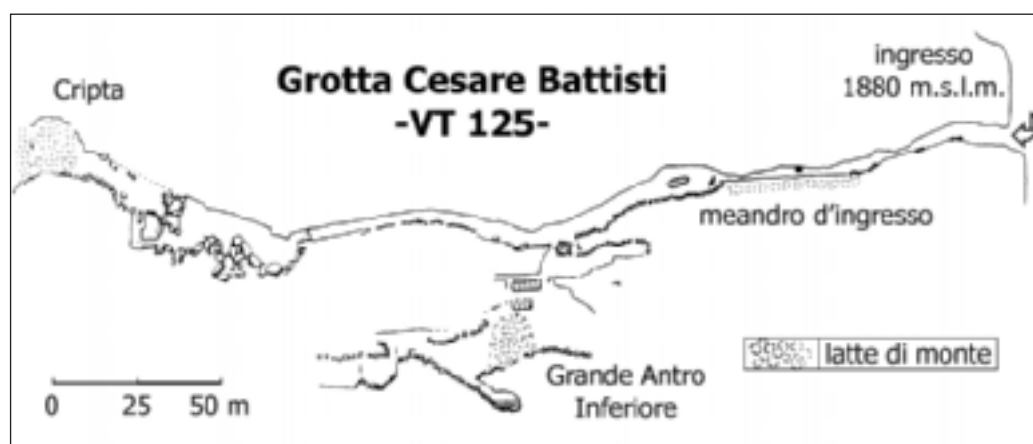 Grotta Cesare Battisti
-VT 125-
ingresso
1880 m.s.l.m.
Cripta
meandro d'ingresso
latte di monte
Grande Antro
Inferiore
0 25 50 m